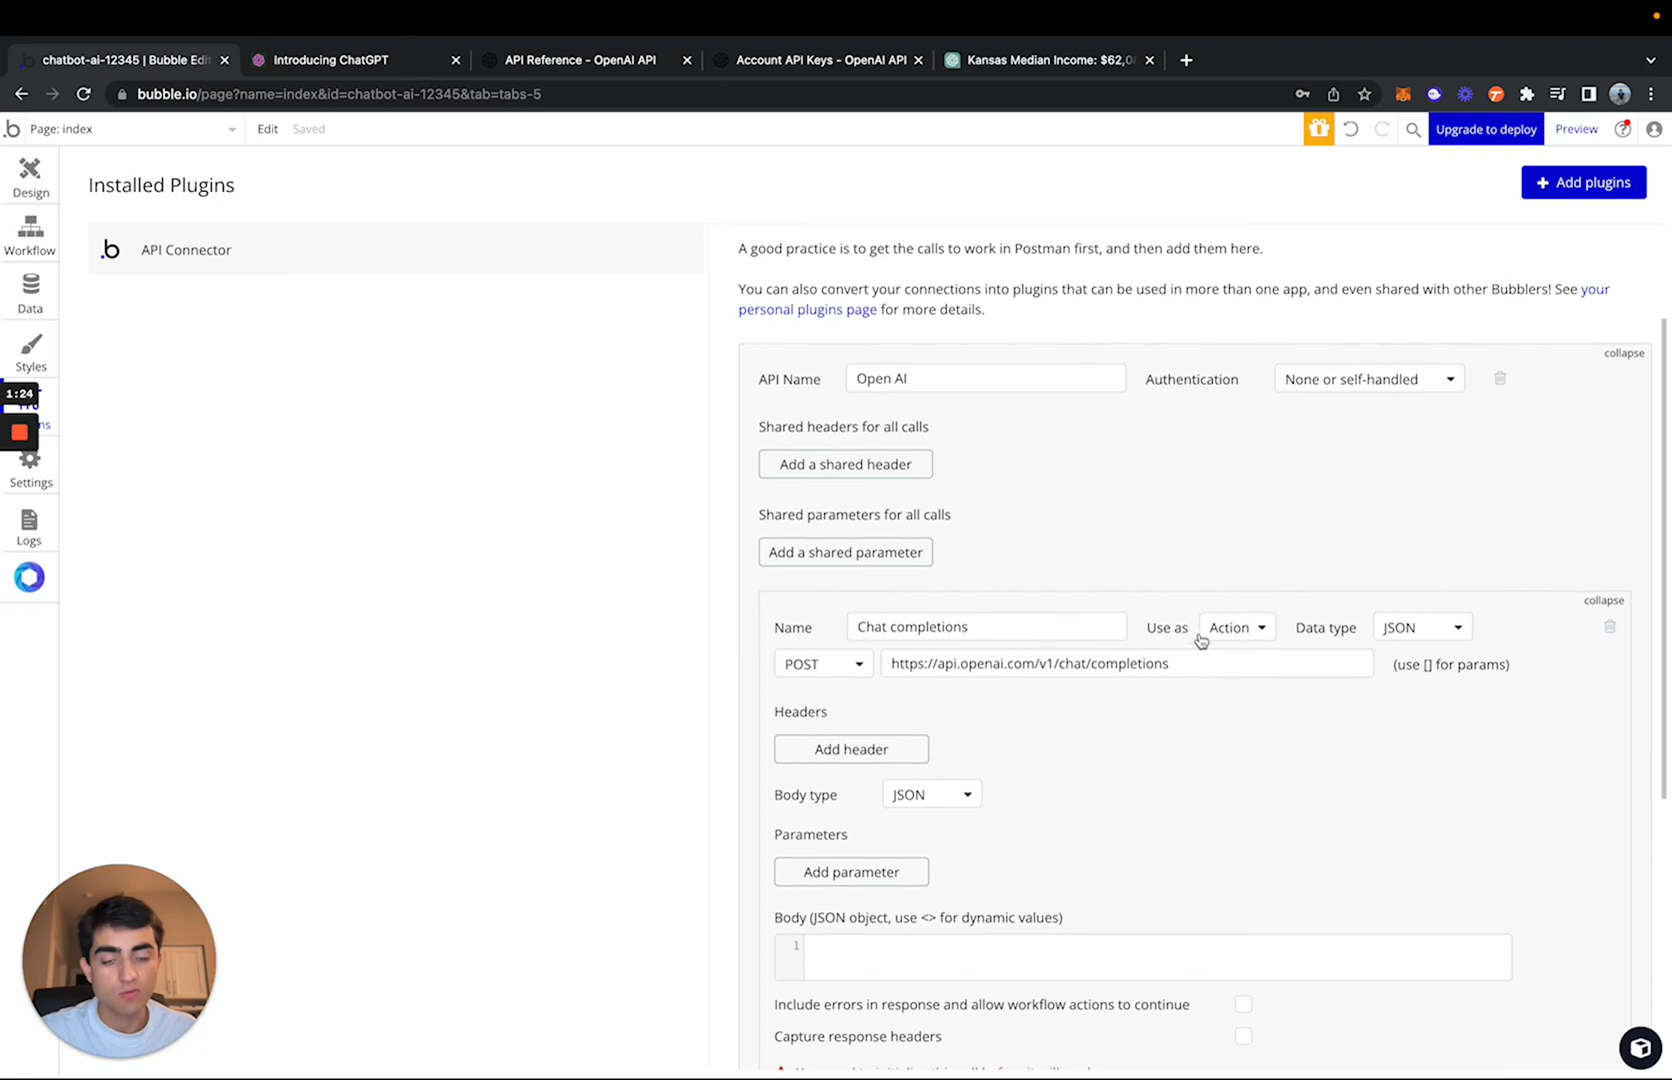 chatbot-ai-12345 | Bubble Edit
Introducing ChatGPT
API Reference - OpenAI API
Account API Keys - OpenAI API
Kansas Median Income: $62,0
bubble.io/page?name=index&id=chatbot-ai-12345&tab=tabs-5
Page: index
Edit
Saved
Upgrade to deploy
Preview
Design
Workflow
Data
Styles
1:24
ns
Settings
Logs
Installed Plugins
+ Add plugins
API Connector
A good practice is to get the calls to work in Postman first, and then add them here.
You can also convert your connections into plugins that can be used in more than one app, and even shared with other Bubblers! See your
personal plugins page for more details.
collapse
API Name
Open AI
Authentication
None or self-handled
Shared headers for all calls
Add a shared header
Shared parameters for all calls
Add a shared parameter
collapse
Name
Chat completions
Use as
Action
Data type
JSON
POST
https://api.openai.com/v1/chat/completions
(use [] for params)
Headers
Add header
Body type
JSON
Parameters
Add parameter
Body (JSON object, use <> for dynamic values)
1
Include errors in response and allow workflow actions to continue
Capture response headers